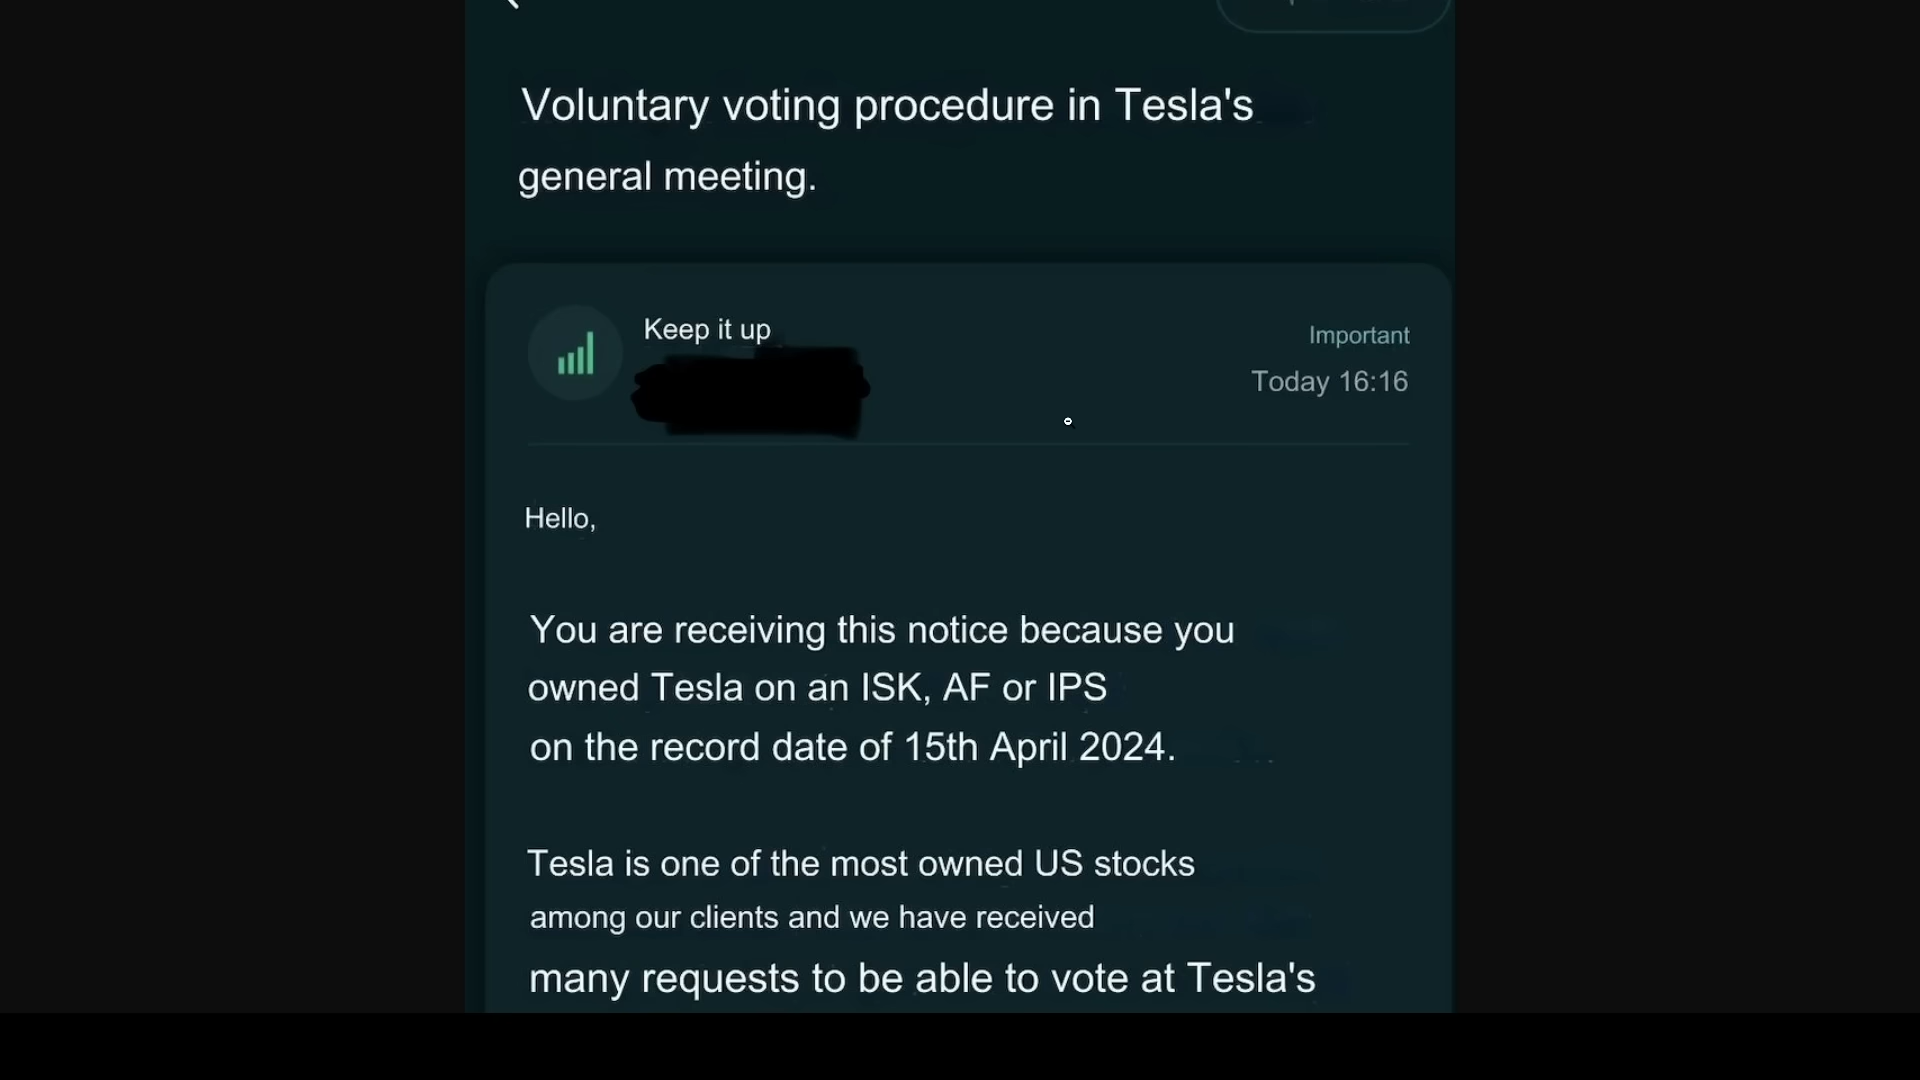 Voluntary voting procedure in Tesla's
general meeting.
Keep it up
Important
Today 16:16
Hello,
You are receiving this notice because you
owned Tesla on an ISK, AF or IPS
on the record date of 15th April 2024.
Tesla is one of the most owned US stocks
among our clients and we have received
many requests to be able to vote at Tesla's